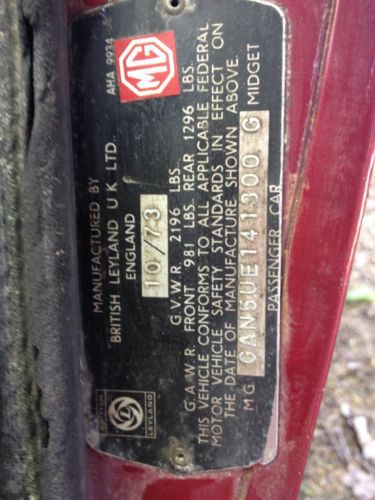 MG
AHA 9934
MANUFACTURED BY
BRITISH LEYLAND U K LTD.
ENGLAND
10/73
G.V.W.R. 2196 LBS.
G.A.W.R. FRONT 981 LBS. REAR 1296 LBS.
THIS VEHICLE CONFORMS TO ALL APPLICABLE FEDERAL
MOTOR VEHICLE SAFETY STANDARDS IN EFFECT ON
THE DATE OF MANUFACTURE SHOWN ABOVE.
M G GAN5UE141300 G MIDGET
PASSENGER CAR
BRITISH
LEYLAND